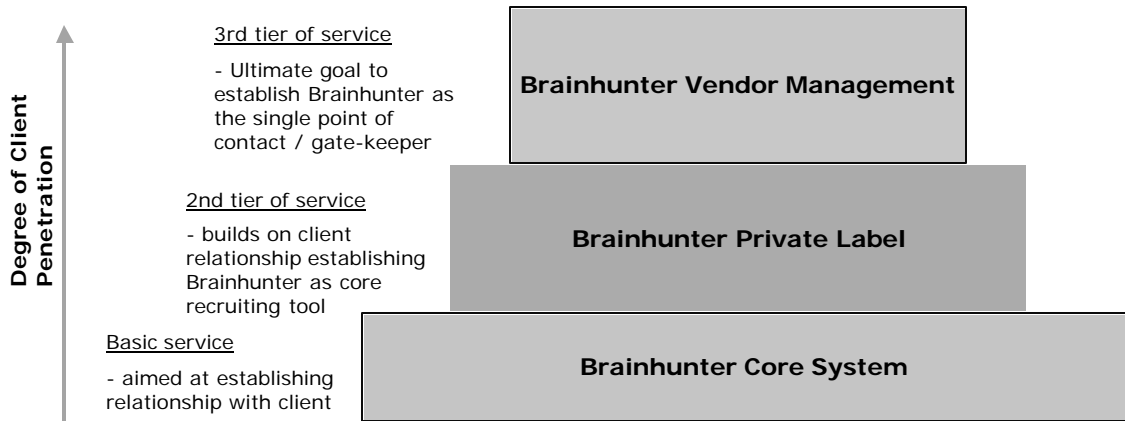 3rd tier of service
- Ultimate goal to
establish Brainhunter as
the single point of
contact / gate-keeper
Brainhunter Vendor Management
Degree of Client
Penetration
2nd tier of service
- builds on client
relationship establishing
Brainhunter as core
recruiting tool
Brainhunter Private Label
Basic service
- aimed at establishing
relationship with client
Brainhunter Core System